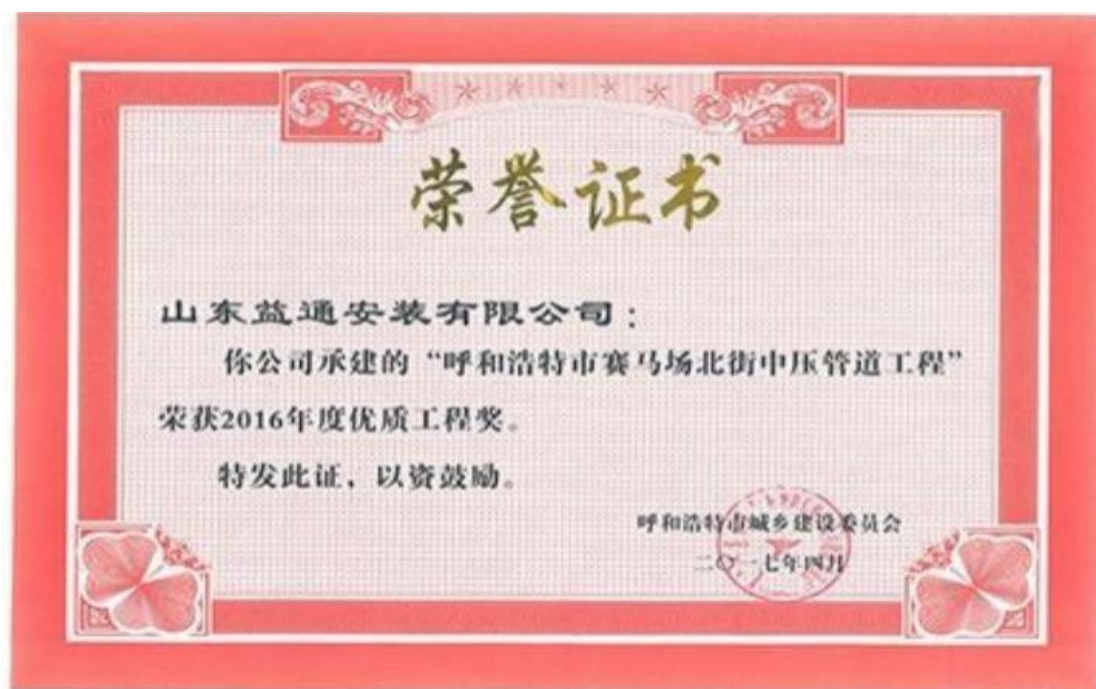 荣誉证书
山东益通安装有限公司：
你公司承建的“呼和浩特市赛马场北街中压管道工程”
荣获2016年度优质工程奖。
特发此证，以资鼓励。
呼和浩特市城乡建设委员会
二〇一七年四月